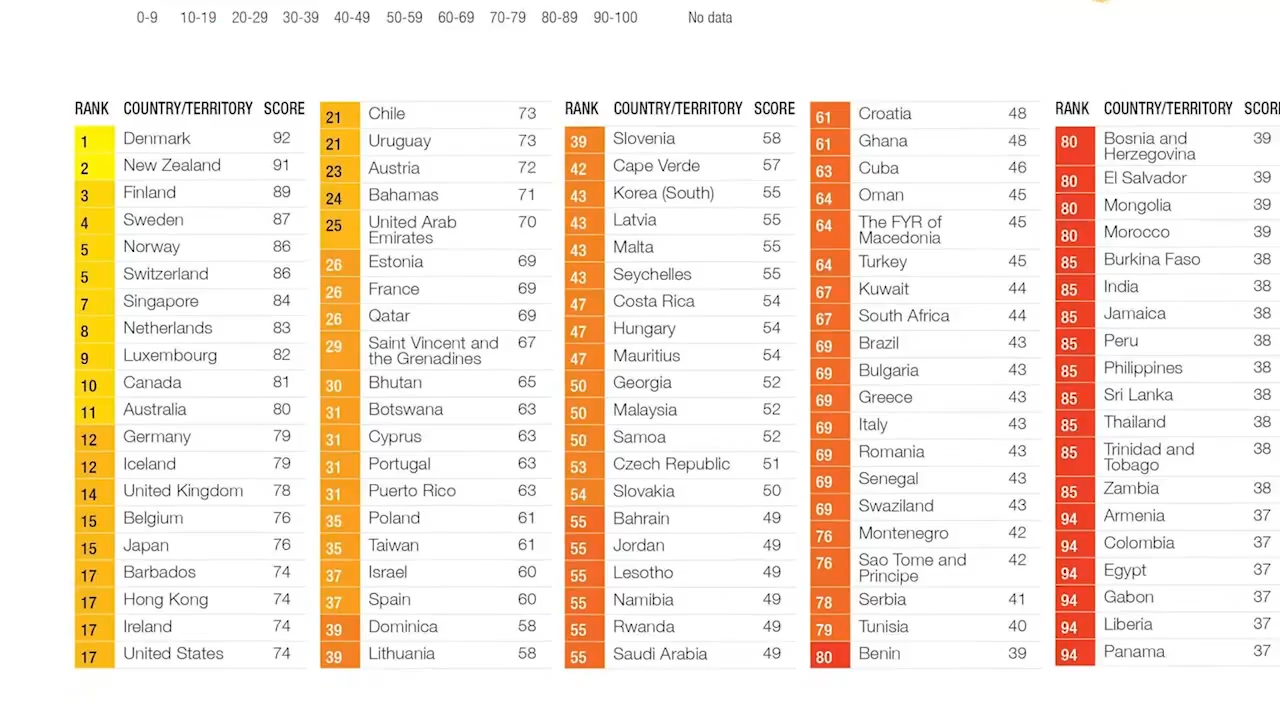 0-9 10-19 20-29 30-39 40-49 50-59 60-69 70-79 80-89 90-100 No data
RANK COUNTRY/TERRITORY SCORE
1 Denmark 92
2 New Zealand 91
3 Finland 89
4 Sweden 87
5 Norway 86
5 Switzerland 86
7 Singapore 84
8 Netherlands 83
9 Luxembourg 82
10 Canada 81
11 Australia 80
12 Germany 79
12 Iceland 79
14 United Kingdom 78
15 Belgium 76
15 Japan 76
17 Barbados 74
17 Hong Kong 74
17 Ireland 74
17 United States 74
21 Chile 73
21 Uruguay 73
23 Austria 72
24 Bahamas 71
25 United Arab 70
Emirates
26 Estonia 69
26 France 69
26 Qatar 69
29 Saint Vincent and 67
the Grenadines
30 Bhutan 65
31 Botswana 63
31 Cyprus 63
31 Portugal 63
31 Puerto Rico 63
35 Poland 61
35 Taiwan 61
37 Israel 60
37 Spain 60
39 Dominica 58
39 Lithuania 58
RANK COUNTRY/TERRITORY SCORE
39 Slovenia 58
42 Cape Verde 57
43 Korea (South) 55
43 Latvia 55
43 Malta 55
43 Seychelles 55
47 Costa Rica 54
47 Hungary 54
47 Mauritius 54
50 Georgia 52
50 Malaysia 52
50 Samoa 52
53 Czech Republic 51
54 Slovakia 50
55 Bahrain 49
55 Jordan 49
55 Lesotho 49
55 Namibia 49
55 Rwanda 49
55 Saudi Arabia 49
61 Croatia 48
61 Ghana 48
63 Cuba 46
64 Oman 45
64 The FYR of 45
Macedonia
64 Turkey 45
67 Kuwait 44
67 South Africa 44
69 Brazil 43
69 Bulgaria 43
69 Greece 43
69 Italy 43
69 Romania 43
69 Senegal 43
69 Swaziland 43
76 Montenegro 42
76 Sao Tome and 42
Principe
78 Serbia 41
79 Tunisia 40
80 Benin 39
RANK COUNTRY/TERRITORY SCOR
80 Bosnia and 39
Herzegovina
80 El Salvador 39
80 Mongolia 39
80 Morocco 39
85 Burkina Faso 38
85 India 38
85 Jamaica 38
85 Peru 38
85 Philippines 38
85 Sri Lanka 38
85 Thailand 38
85 Trinidad and 38
Tobago
85 Zambia 38
94 Armenia 37
94 Colombia 37
94 Egypt 37
94 Gabon 37
94 Liberia 37
94 Panama 37